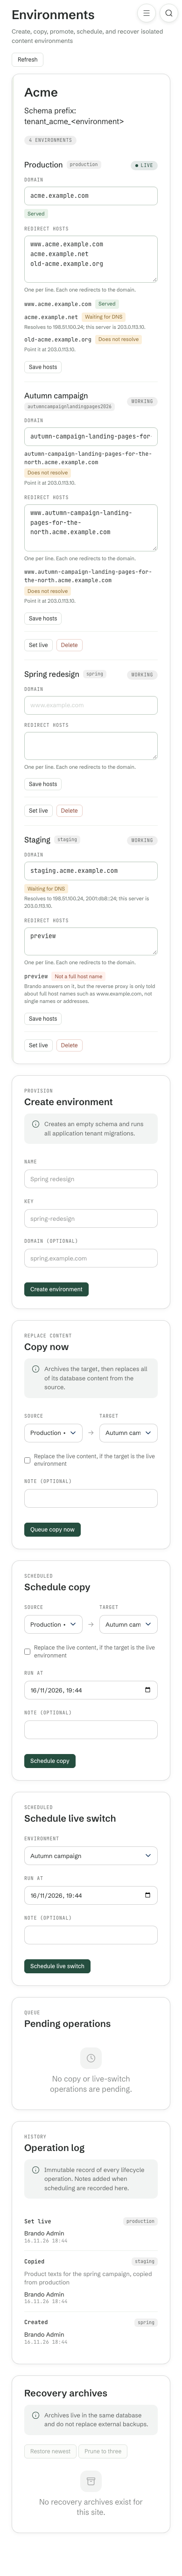 Environments
Create, copy, promote, schedule, and recover isolated
content environments
Refresh
Acme
Schema prefix:
tenant_acme_<environment>
4 ENVIRONMENTS
Production production LIVE
DOMAIN
acme.example.com
Served
REDIRECT HOSTS
www.acme.example.com
acme.example.net
old-acme.example.org
One per line. Each one redirects to the domain.
www.acme.example.com Served
acme.example.net Waiting for DNS
Resolves to 198.51.100.24; this server is 203.0.113.10.
old-acme.example.org Does not resolve
Point it at 203.0.113.10.
Save hosts
Autumn campaign WORKING
autumncampaignlandingpages2026
DOMAIN
autumn-campaign-landing-pages-for
autumn-campaign-landing-pages-for-the-
north.acme.example.com
Does not resolve
Point it at 203.0.113.10.
REDIRECT HOSTS
www.autumn-campaign-landing-
pages-for-the-
north.acme.example.com
One per line. Each one redirects to the domain.
www.autumn-campaign-landing-pages-for-
the-north.acme.example.com
Does not resolve
Point it at 203.0.113.10.
Save hosts
Set live Delete
Spring redesign spring WORKING
DOMAIN
www.example.com
REDIRECT HOSTS
One per line. Each one redirects to the domain.
Save hosts
Set live Delete
Staging staging WORKING
DOMAIN
staging.acme.example.com
Waiting for DNS
Resolves to 198.51.100.24, 2001:db8::24; this server is
203.0.113.10.
REDIRECT HOSTS
preview
One per line. Each one redirects to the domain.
preview Not a full host name
Brando answers on it, but the reverse proxy is only told
about full host names such as www.example.com, not
single names or addresses.
Save hosts
Set live Delete
PROVISION
Create environment
Creates an empty schema and runs
all application tenant migrations.
NAME
Spring redesign
KEY
spring-redesign
DOMAIN (OPTIONAL)
spring.example.com
Create environment
REPLACE CONTENT
Copy now
Archives the target, then replaces all
of its database content from the
source.
SOURCE TARGET
Production • → Autumn cam
Replace the live content, if the target is the live
environment
NOTE (OPTIONAL)
Queue copy now
SCHEDULED
Schedule copy
SOURCE TARGET
Production • → Autumn cam
Replace the live content, if the target is the live
environment
RUN AT
16/11/2026, 19:44
NOTE (OPTIONAL)
Schedule copy
SCHEDULED
Schedule live switch
ENVIRONMENT
Autumn campaign
RUN AT
16/11/2026, 19:44
NOTE (OPTIONAL)
Schedule live switch
QUEUE
Pending operations
No copy or live-switch
operations are pending.
HISTORY
Operation log
Immutable record of every lifecycle
operation. Notes added when
scheduling are recorded here.
Set live production
Brando Admin
16.11.26 18:44
Copied staging
Product texts for the spring campaign, copied
from production
Brando Admin
16.11.26 18:44
Created spring
Brando Admin
16.11.26 18:44
Recovery archives
Archives live in the same database
and do not replace external backups.
Restore newest Prune to three
No recovery archives exist for
this site.